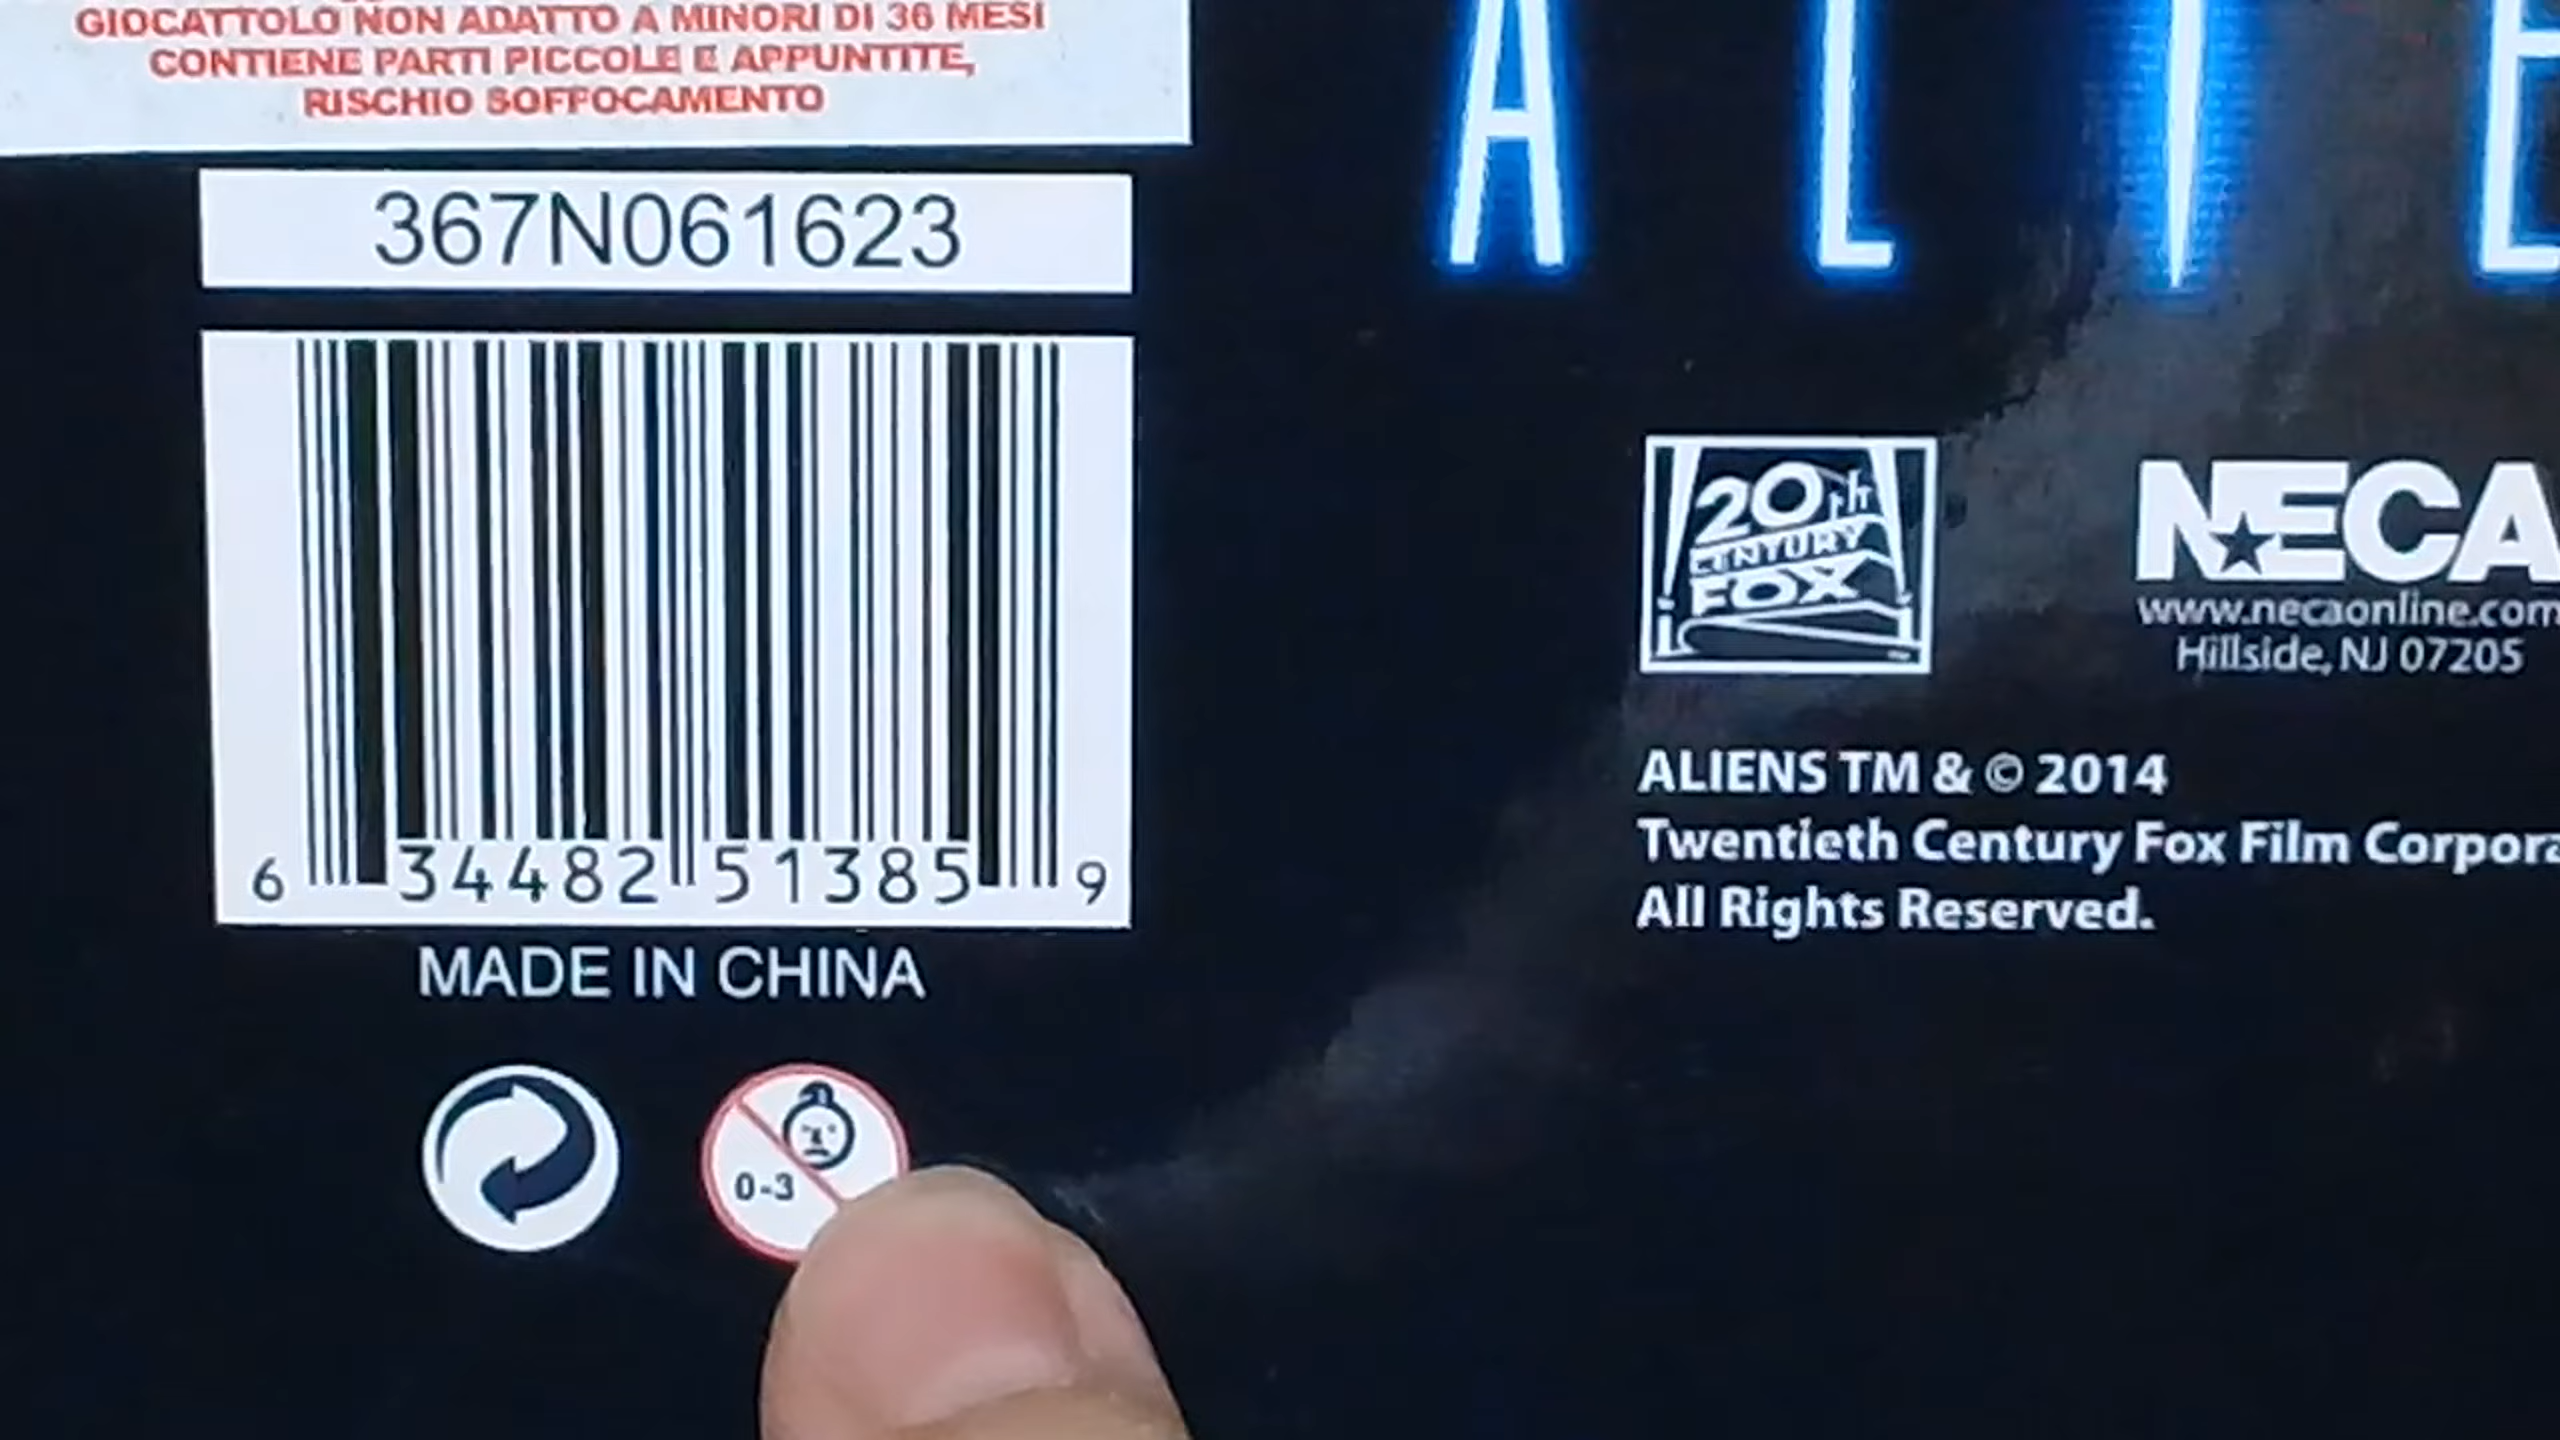 GIOCATTOLO NON ADATTO A MINORI DI 36 MESI
CONTIENE PARTI PICCOLE E APPUNTITE,
RISCHIO SOFFOCAMENTO
367N061623
6 34482 51385 9
MADE IN CHINA
0-3
A L I E
20th
CENTURY
FOX
NECA
www.necaonline.com
Hillside, NJ 07205
ALIENS TM & © 2014
Twentieth Century Fox Film Corpora
All Rights Reserved.